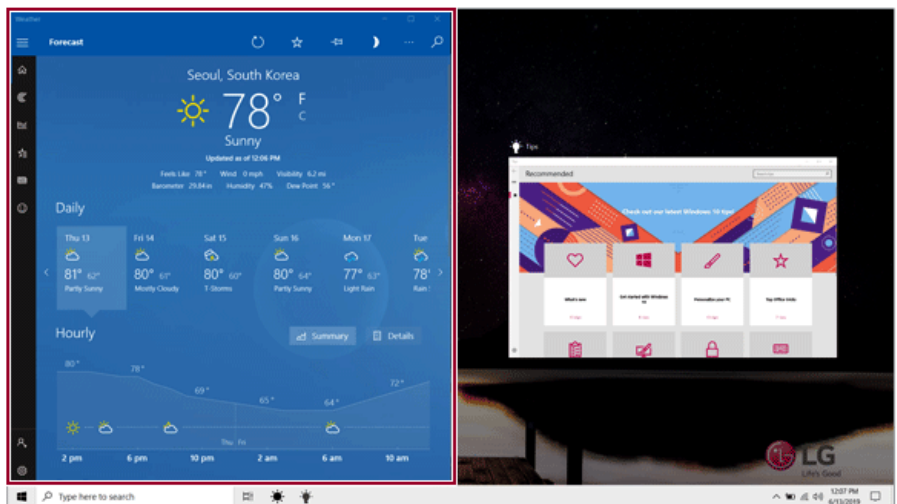 Weather
Forecast
Seoul, South Korea
78° F
C
Sunny
Updated as of 12:06 PM
Feels Like 78° Wind 0 mph Visibility 6.2 mi
Barometer 29.84 in Humidity 47% Dew Point 56°
Daily
Thu 13 Fri 14 Sat 15 Sun 16 Mon 17 Tue
81° 62° 80° 61° 80° 60° 80° 64° 77° 63° 78°
Partly Sunny Mostly Cloudy T-Storms Partly Sunny Light Rain Rain
Hourly
Summary Details
80° 78° 69° 65° 64° 72°
Thu Fri
2 pm 6 pm 10 pm 2 am 6 am 10 am
Tips
Recommended
Check out our latest Windows 10 tips!
What's new Get started with Windows 10 Personalize your PC Top Office tricks
LG
Life's Good
Type here to search
12:07 PM
6/13/2019